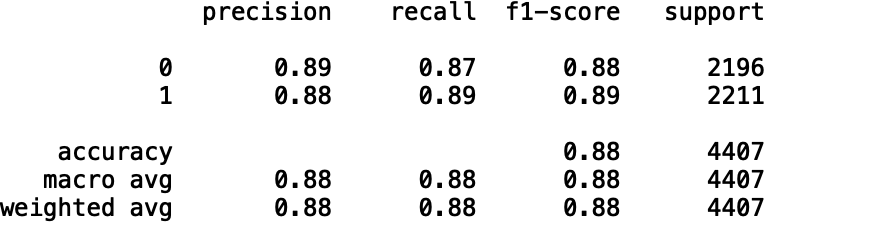 precision recall f1-score support
0 0.89 0.87 0.88 2196
1 0.88 0.89 0.89 2211
accuracy 0.88 4407
macro avg 0.88 0.88 0.88 4407
weighted avg 0.88 0.88 0.88 4407